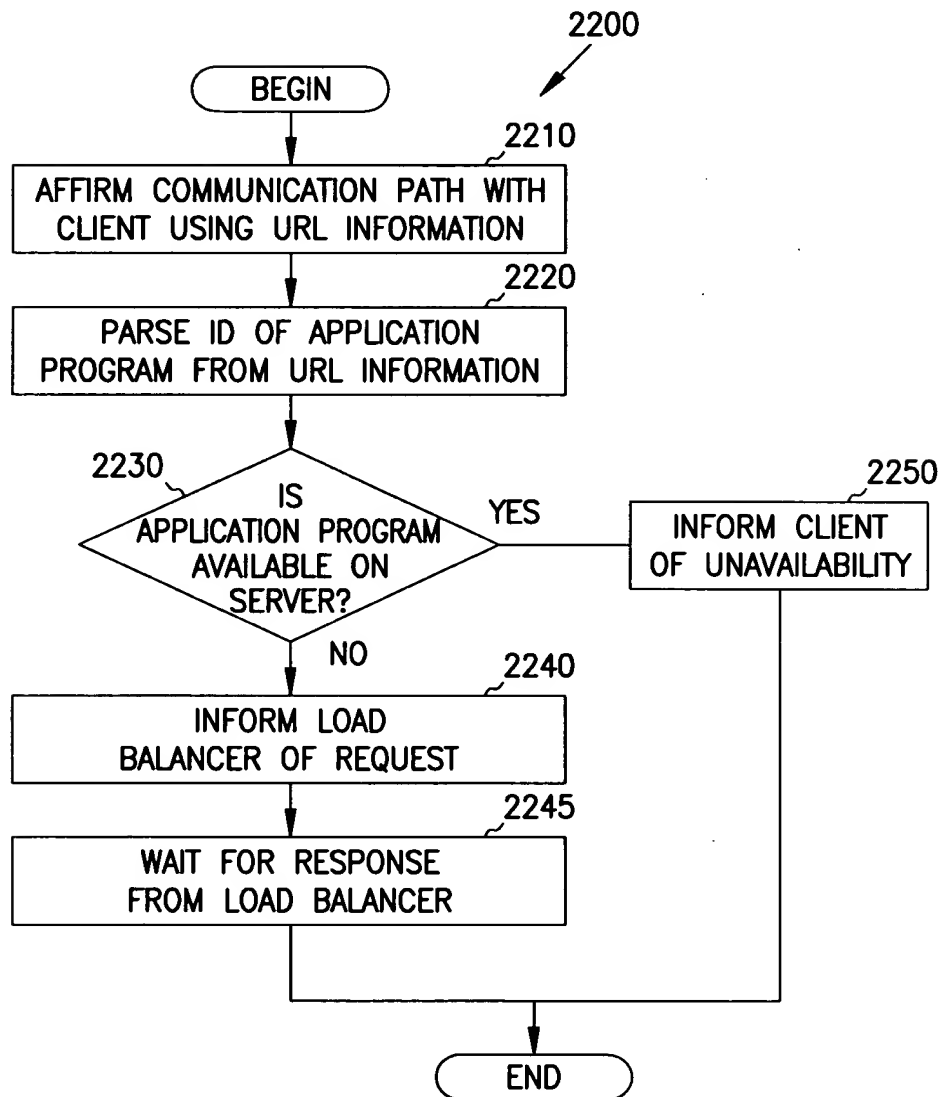 2200
BEGIN
2210
AFFIRM COMMUNICATION PATH WITH
CLIENT USING URL INFORMATION
2220
PARSE ID OF APPLICATION
PROGRAM FROM URL INFORMATION
2230
IS
APPLICATION PROGRAM
AVAILABLE ON
SERVER?
YES
2250
INFORM CLIENT
OF UNAVAILABILITY
NO
2240
INFORM LOAD
BALANCER OF REQUEST
2245
WAIT FOR RESPONSE
FROM LOAD BALANCER
END